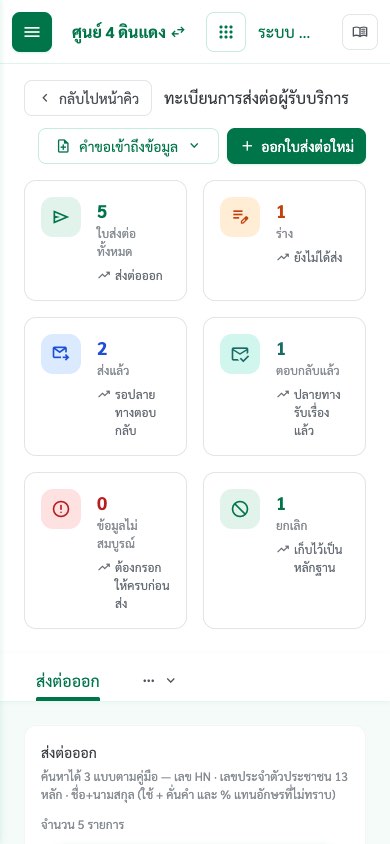 ศูนย์ 4 ดินแดง
ระบบ ...
กลับไปหน้าคิว
ทะเบียนการส่งต่อผู้รับบริการ
คำขอเข้าถึงข้อมูล
+ ออกใบส่งต่อใหม่
5
ใบส่งต่อ
ทั้งหมด
ส่งต่อออก
1
ร่าง
ยังไม่ได้ส่ง
2
ส่งแล้ว
รอปลาย
ทางตอบ
กลับ
1
ตอบกลับแล้ว
ปลายทาง
รับเรื่อง
แล้ว
0
ข้อมูลไม่
สมบูรณ์
ต้องกรอก
ให้ครบก่อน
ส่ง
1
ยกเลิก
เก็บไว้เป็น
หลักฐาน
ส่งต่อออก
...
ส่งต่อออก
ค้นหาได้ 3 แบบตามคู่มือ — เลข HN · เลขประจำตัวประชาชน 13
หลัก · ชื่อ+นามสกุล (ใช้ + คั่นคำ และ % แทนอักษรที่ไม่ทราบ)
จำนวน 5 รายการ